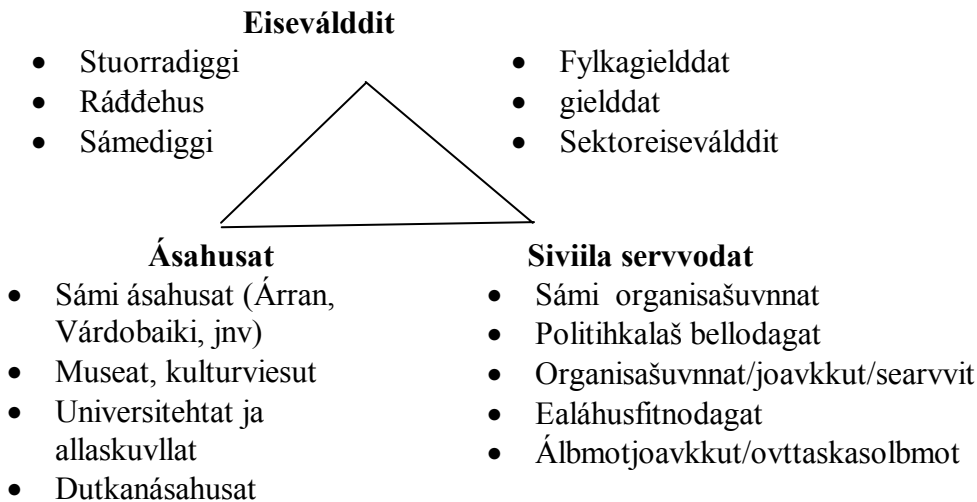 Eiseválddit
• Stuorradiggi
• Ráđđehus
• Sámediggi
• Fylkagielddat
• gielddat
• Sektoreiseválddit
Ásahusat
• Sámi ásahusat (Árran,
Várdobaiki, jnv)
• Museat, kulturviesut
• Universitehtat ja
allaskuvllat
• Dutkanásahusat
Siviila servvodat
• Sámi organisašuvnnat
• Politihkalaš bellodagat
• Organisašuvnnat/joavkkut/searvvit
• Ealáhusfitnodagat
• Álbmotjoavkkut/ovttaskasolbmot